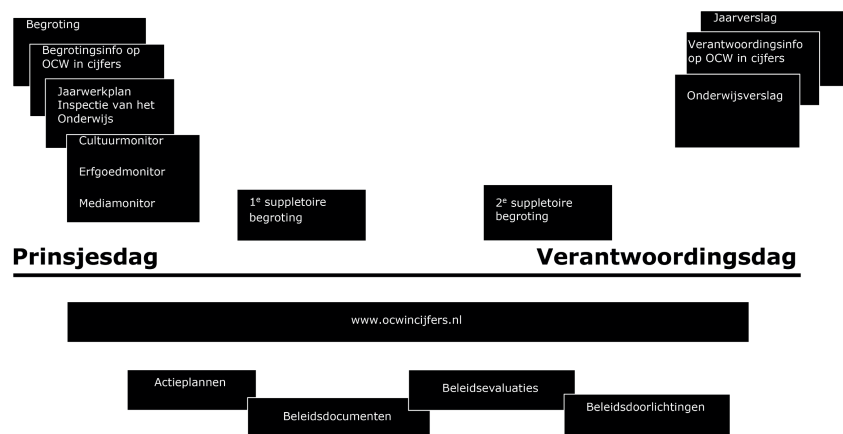 Begroting
Begrotingsinfo op
OCW in cijfers
Jaarwerkplan
Inspectie van het
Onderwijs
Cultuurmonitor
Erfgoedmonitor
Mediamonitor
1e suppletoire
begroting
2e suppletoire
begroting
Jaarverslag
Verantwoordingsinfo
op OCW in cijfers
Onderwijsverslag
Prinsjesdag
Verantwoordingsdag
www.ocwincijfers.nl
Actieplannen
Beleidsdocumenten
Beleidsevaluaties
Beleidsdoorlichtingen